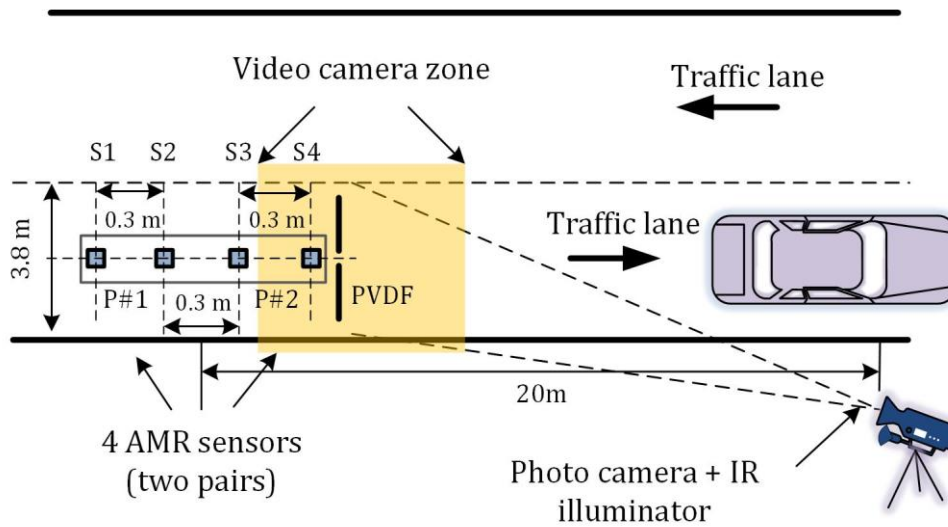 Video camera zone
Traffic lane
S1
S2
S3
S4
0.3 m
0.3 m
Traffic lane
3.8 m
P#1
P#2
PVDF
0.3 m
20m
4 AMR sensors
(two pairs)
Photo camera + IR
illuminator